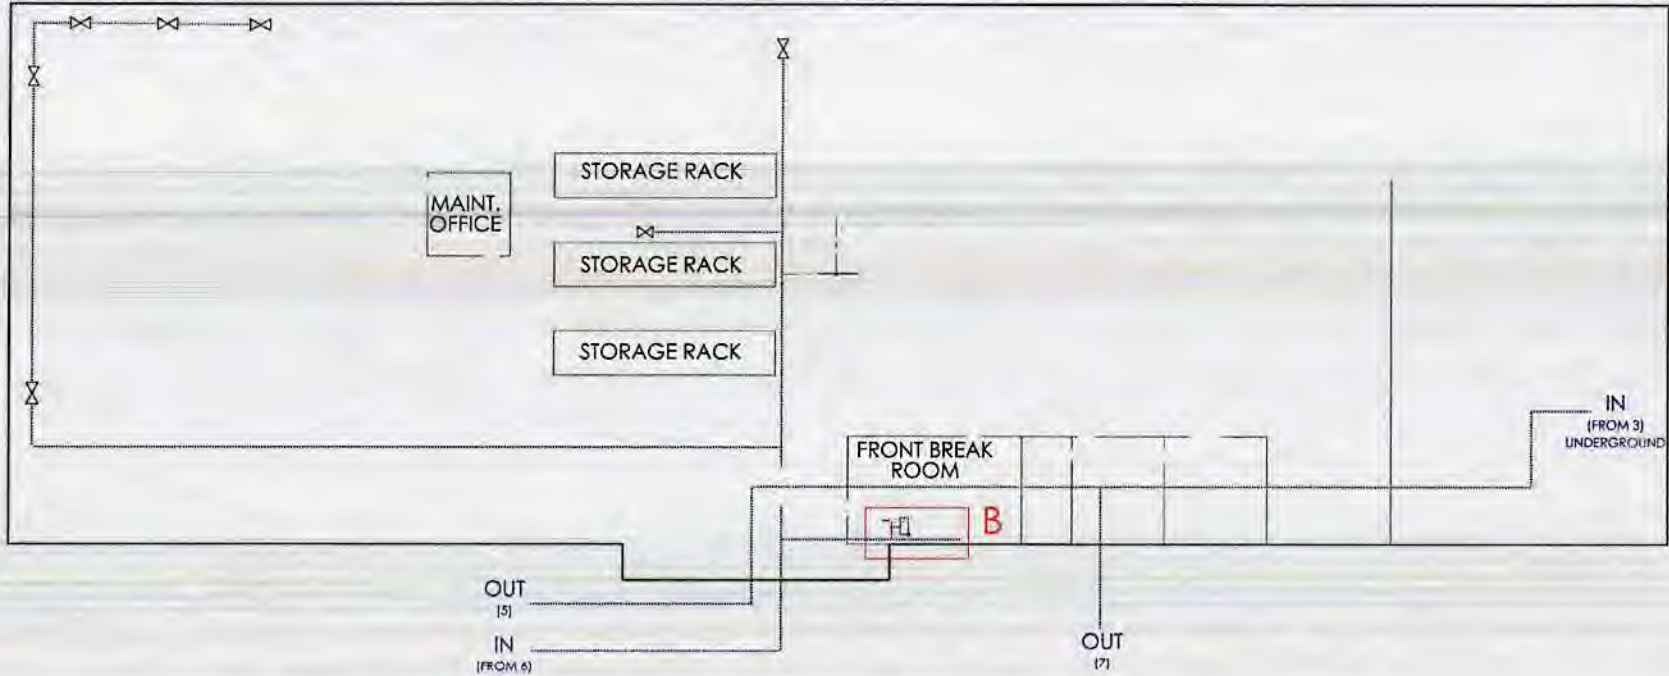 STORAGE RACK
MAINT.
OFFICE
STORAGE RACK
STORAGE RACK
IN
(FROM 3)
UNDERGROUND
FRONT BREAK
ROOM
B
OUT
(5)
IN
(FROM 6)
OUT
(7)